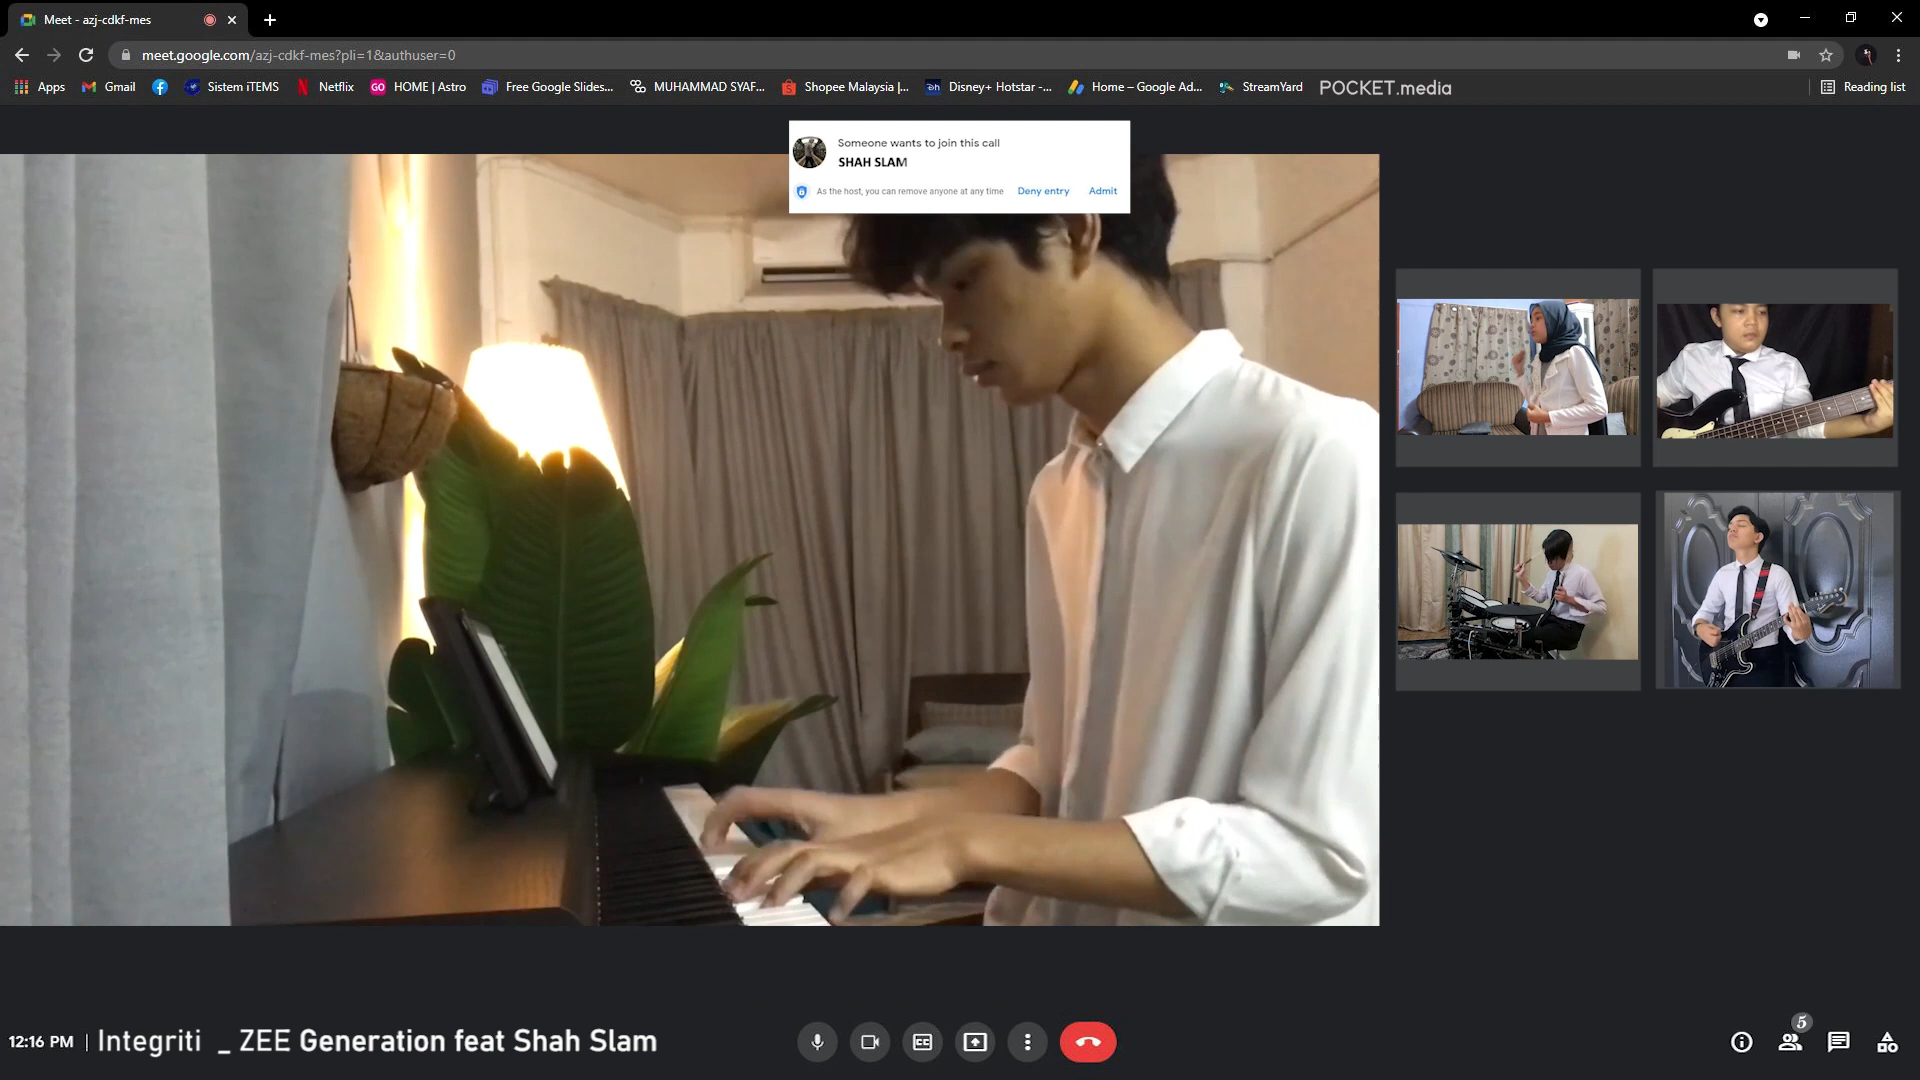 Meet - azj-cdkf-mes
meet.google.com/azj-cdkf-mes?pli=1&authuser=0
Apps Gmail Sistem iTEMS Netflix GO HOME | Astro Free Google Slides... MUHAMMAD SYAF... Shopee Malaysia |... Disney+ Hotstar -... Home – Google Ad... StreamYard POCKET.media Reading list
Someone wants to join this call
SHAH SLAM
As the host, you can remove anyone at any time Deny entry Admit
5
12:16 PM | Integriti _ ZEE Generation feat Shah Slam
CC